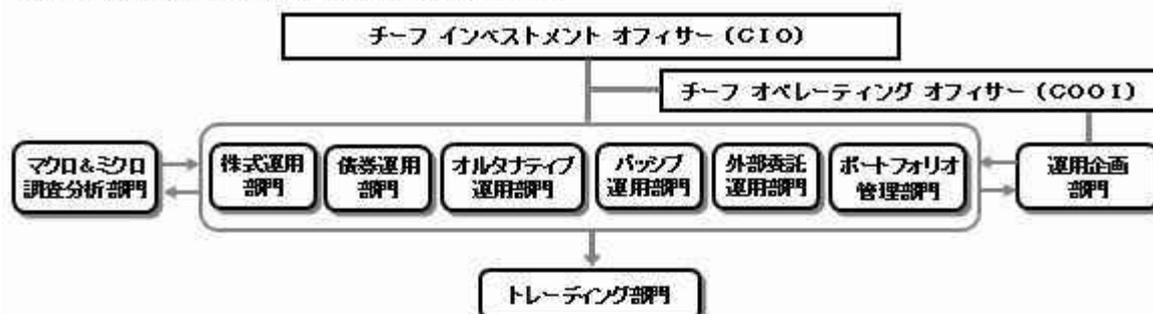 チーフ インベストメント オフィサー（CIO）
チーフ オペレーティング オフィサー（COOI）
マクロ＆ミクロ
調査分析部門
株式運用
部門
債券運用
部門
オルタナティブ
運用部門
パッシブ
運用部門
外部委託
運用部門
ポートフォリオ
管理部門
運用企画
部門
トレーディング部門